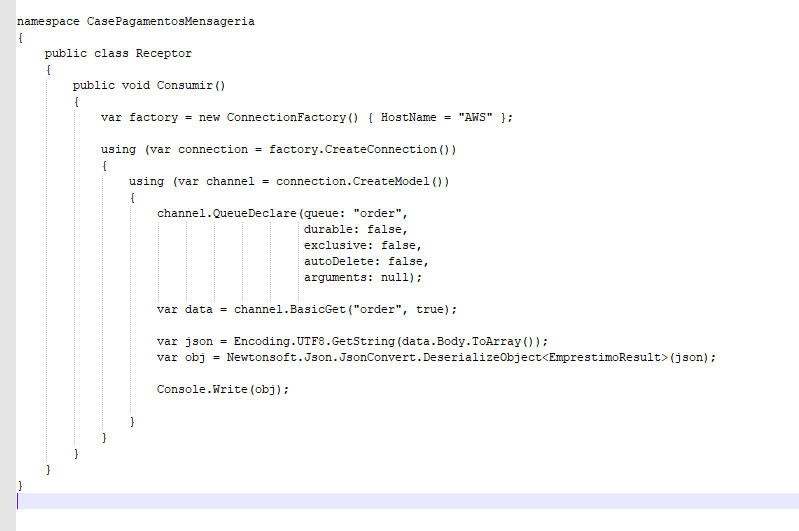 namespace CasePagamentosMensageria
{
    public class Receptor
    {
        public void Consumir()
        {
            var factory = new ConnectionFactory() { HostName = "AWS" };

            using (var connection = factory.CreateConnection())
            {
                using (var channel = connection.CreateModel())
                {
                    channel.QueueDeclare(queue: "order",
                                         durable: false,
                                         exclusive: false,
                                         autoDelete: false,
                                         arguments: null);

                    var data = channel.BasicGet("order", true);

                    var json = Encoding.UTF8.GetString(data.Body.ToArray());
                    var obj = Newtonsoft.Json.JsonConvert.DeserializeObject<EmprestimoResult>(json);

                    Console.Write(obj);

                }
            }
        }
    }
}